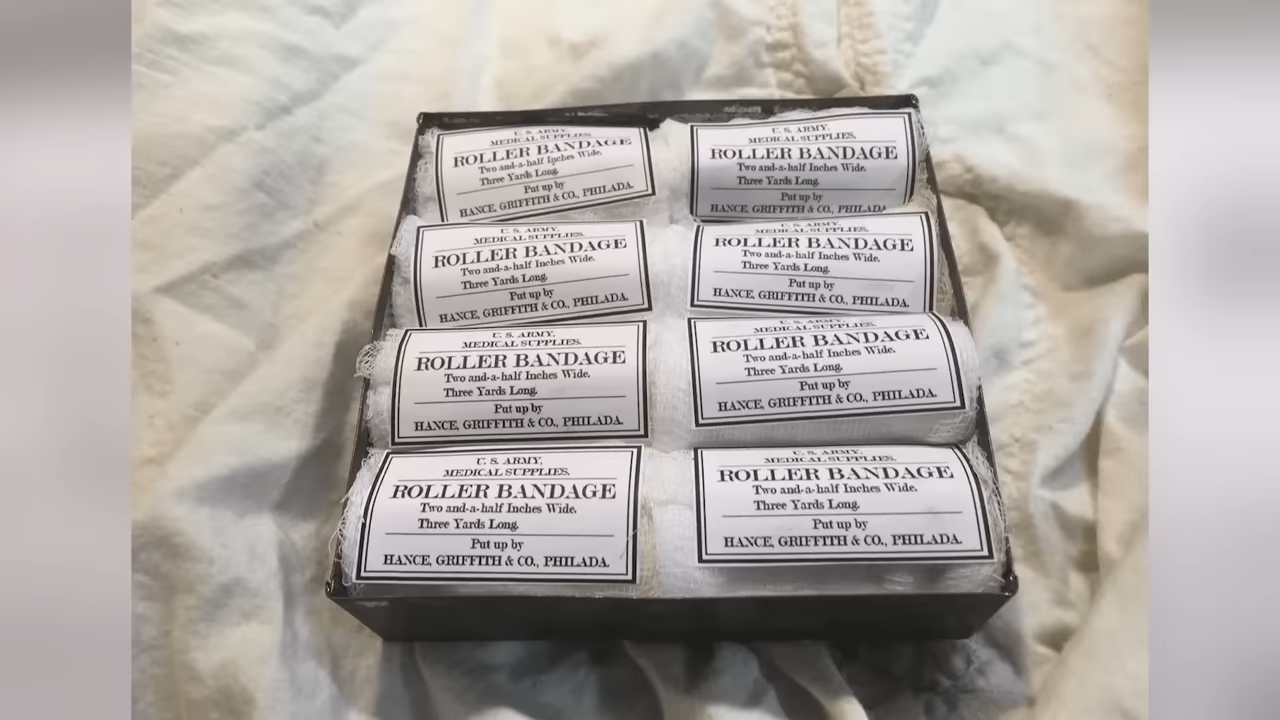 U. S. ARMY,
MEDICAL SUPPLIES.
ROLLER BANDAGE
Two and-a-half Inches Wide.
Three Yards Long.
Put up by
HANCE, GRIFFITH & CO., PHILADA.
U. S. ARMY,
MEDICAL SUPPLIES.
ROLLER BANDAGE
Two and-a-half Inches Wide.
Three Yards Long.
Put up by
HANCE, GRIFFITH & CO., PHILADA
U. S. ARMY,
MEDICAL SUPPLIES.
ROLLER BANDAGE
Two and-a-half Inches Wide.
Three Yards Long.
Put up by
HANCE, GRIFFITH & CO., PHILADA.
U. S. ARMY,
MEDICAL SUPPLIES.
ROLLER BANDAGE
Two and-a-half Inches Wide.
Three Yards Long.
Put up by
HANCE, GRIFFITH & CO., PHILADA.
U. S. ARMY,
MEDICAL SUPPLIES.
ROLLER BANDAGE
Two and-a-half Inches Wide.
Three Yards Long.
Put up by
HANCE, GRIFFITH & CO., PHILADA.
U. S. ARMY,
MEDICAL SUPPLIES.
ROLLER BANDAGE
Two and-a-half Inches Wide.
Three Yards Long.
Put up by
HANCE, GRIFFITH & CO., PHILADA.
U. S. ARMY,
MEDICAL SUPPLIES.
ROLLER BANDAGE
Two and-a-half Inches Wide.
Three Yards Long.
Put up by
HANCE, GRIFFITH & CO., PHILADA.
U. S. ARMY,
MEDICAL SUPPLIES.
ROLLER BANDAGE
Two and-a-half Inches Wide.
Three Yards Long.
Put up by
HANCE, GRIFFITH & CO., PHILADA.